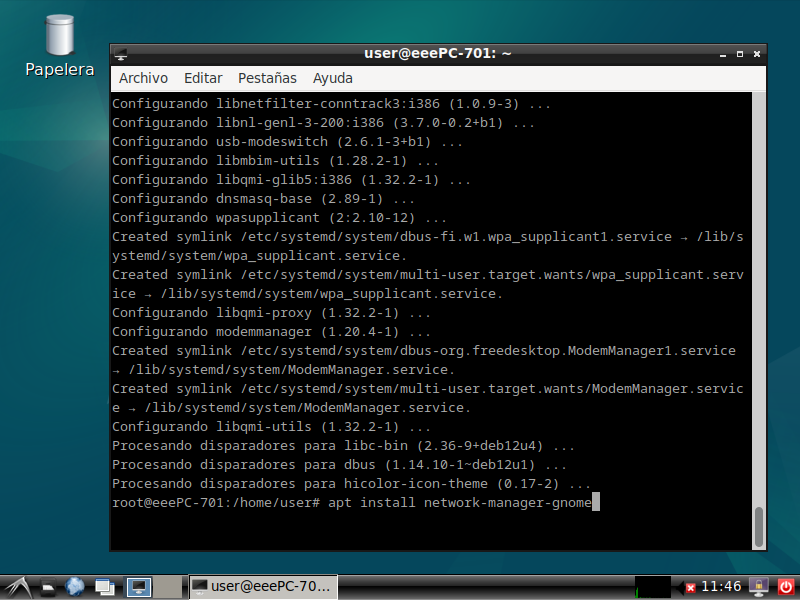 Papelera
user@eeePC-701: ~
Archivo Editar Pestañas Ayuda
Configurando libnetfilter-conntrack3:i386 (1.0.9-3) ...
Configurando libnl-genl-3-200:i386 (3.7.0-0.2+b1) ...
Configurando usb-modeswitch (2.6.1-3+b1) ...
Configurando libmbim-utils (1.28.2-1) ...
Configurando libqmi-glib5:i386 (1.32.2-1) ...
Configurando dnsmasq-base (2.89-1) ...
Configurando wpasupplicant (2:2.10-12) ...
Created symlink /etc/systemd/system/dbus-fi.w1.wpa_supplicant1.service → /lib/s
ystemd/system/wpa_supplicant.service.
Created symlink /etc/systemd/system/multi-user.target.wants/wpa_supplicant.serv
ice → /lib/systemd/system/wpa_supplicant.service.
Configurando libqmi-proxy (1.32.2-1) ...
Configurando modemmanager (1.20.4-1) ...
Created symlink /etc/systemd/system/dbus-org.freedesktop.ModemManager1.service
→ /lib/systemd/system/ModemManager.service.
Created symlink /etc/systemd/system/multi-user.target.wants/ModemManager.servic
e → /lib/systemd/system/ModemManager.service.
Configurando libqmi-utils (1.32.2-1) ...
Procesando disparadores para libc-bin (2.36-9+deb12u4) ...
Procesando disparadores para dbus (1.14.10-1~deb12u1) ...
Procesando disparadores para hicolor-icon-theme (0.17-2) ...
root@eeePC-701:/home/user# apt install network-manager-gnome
user@eeePC-70...
11:46